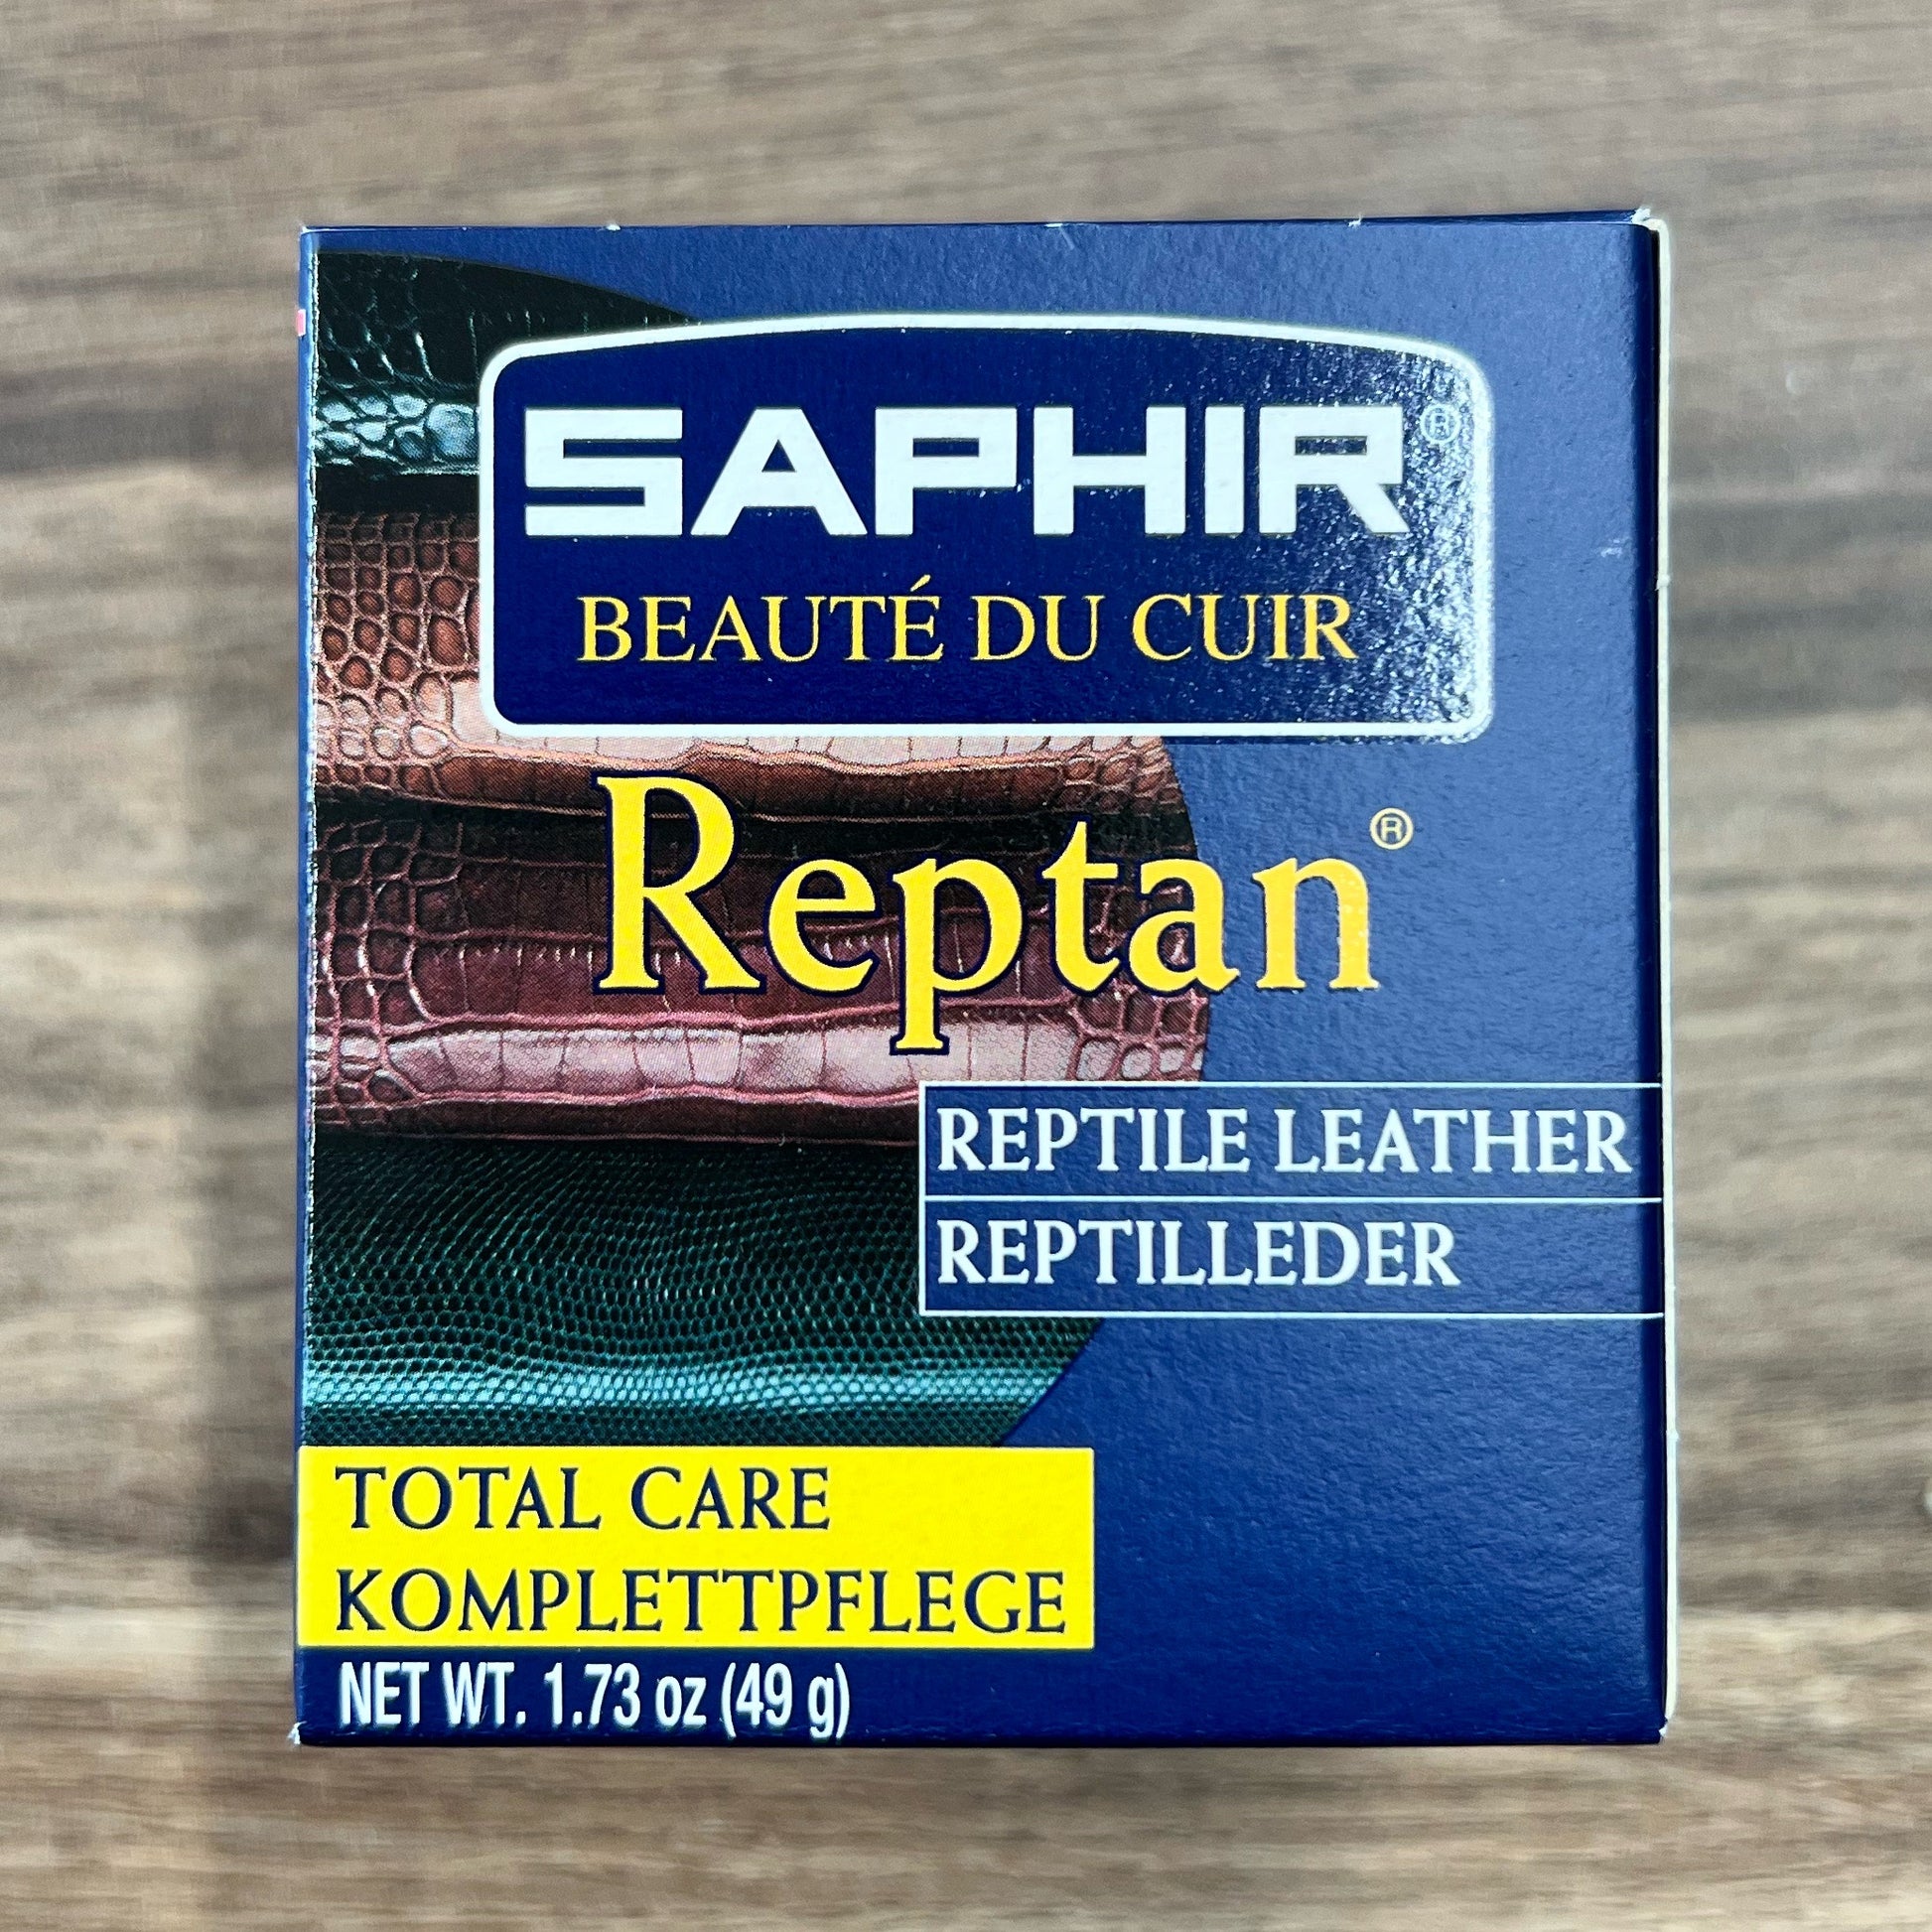 SAPHIR®
BEAUTÉ DU CUIR
Reptan®
REPTILE LEATHER
REPTILLEDER
TOTAL CARE
KOMPLETTPFLEGE
NET WT. 1.73 oz (49 g)